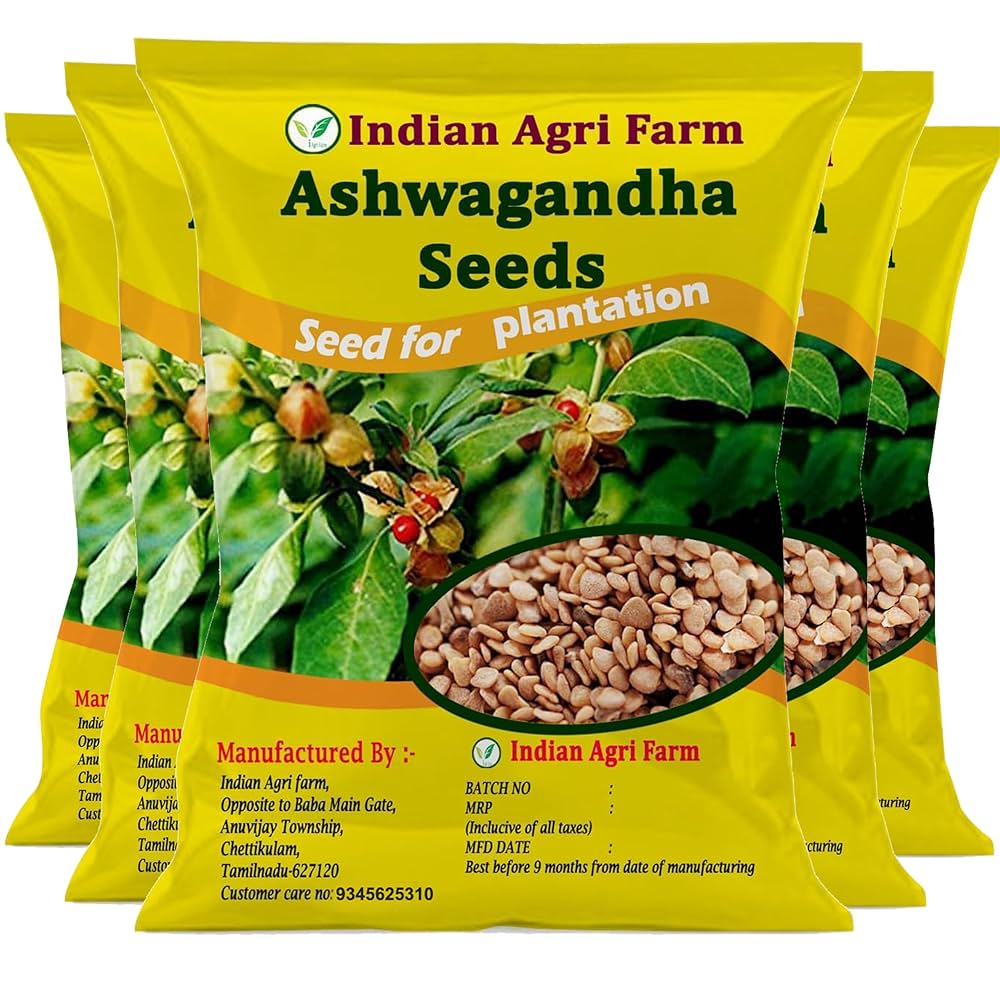 Indian Agri Farm
Ashwagandha
Seeds
Seed for plantation
Manufactured By :-
Indian Agri farm,
Opposite to Baba Main Gate,
Anuvijay Township,
Chettikulam,
Tamilnadu-627120
Customer care no: 9345625310
Indian Agri Farm
BATCH NO :
MRP :
(Inclucive of all taxes)
MFD DATE :
Best before 9 months from date of manufacturing